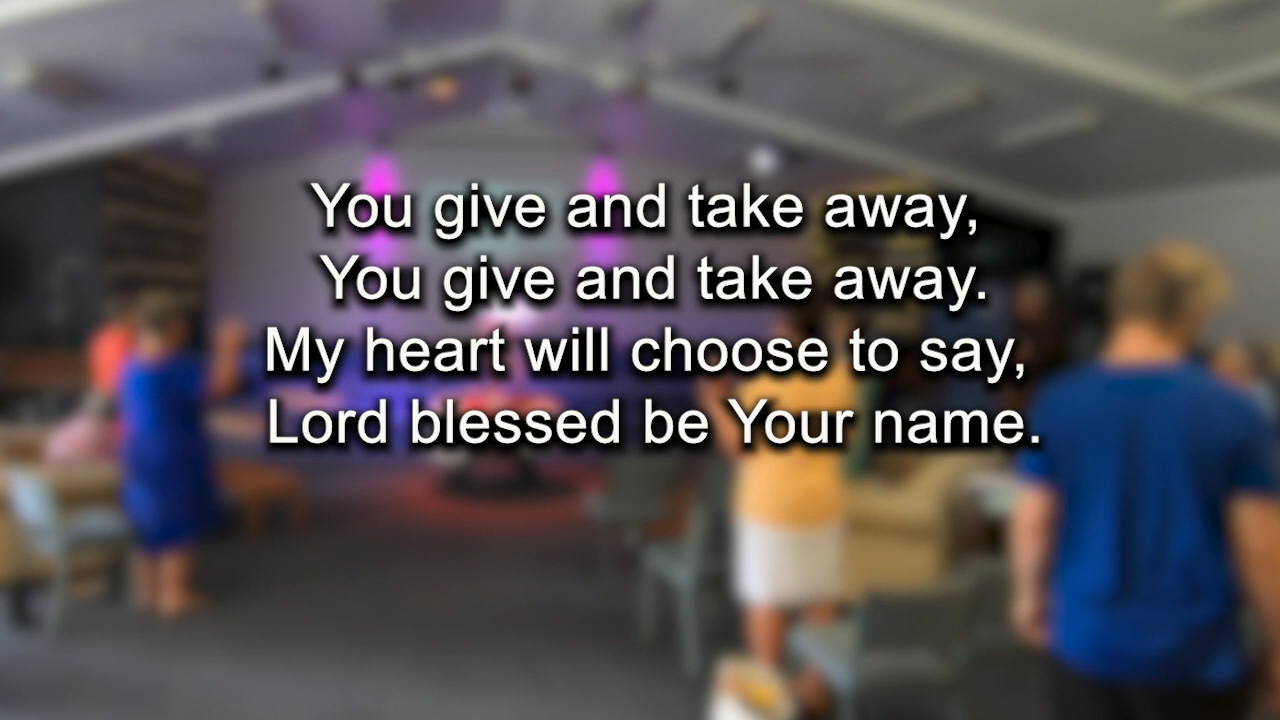 You give and take away,
You give and take away.
My heart will choose to say,
Lord blessed be Your name.